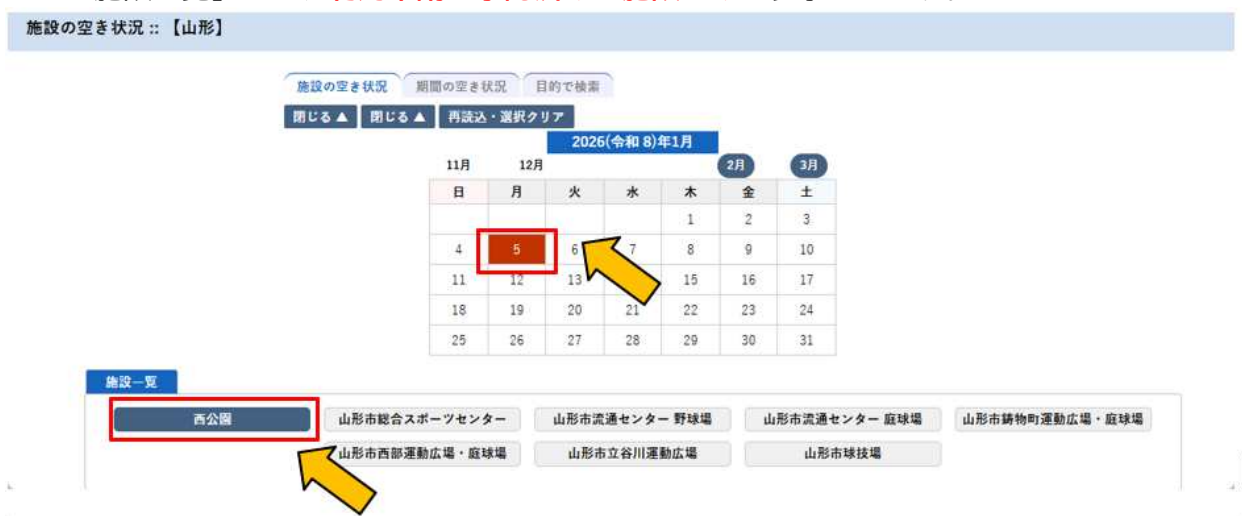 施設の空き状況 :: 【山形】
施設の空き状況 期間の空き状況 目的で検索
閉じる ▲ 閉じる ▲ 再読込・選択クリア
2026(令和 8)年1月
11月 12月 2月 3月
日 月 火 水 木 金 土
1 2 3
4 5 6 7 8 9 10
11 12 13 15 16 17
18 19 20 21 22 23 24
25 26 27 28 29 30 31
施設一覧
西公園 山形市総合スポーツセンター 山形市流通センター 野球場 山形市流通センター 庭球場 山形市鋳物町運動広場・庭球場
山形市西部運動広場・庭球場 山形市立谷川運動広場 山形市球技場